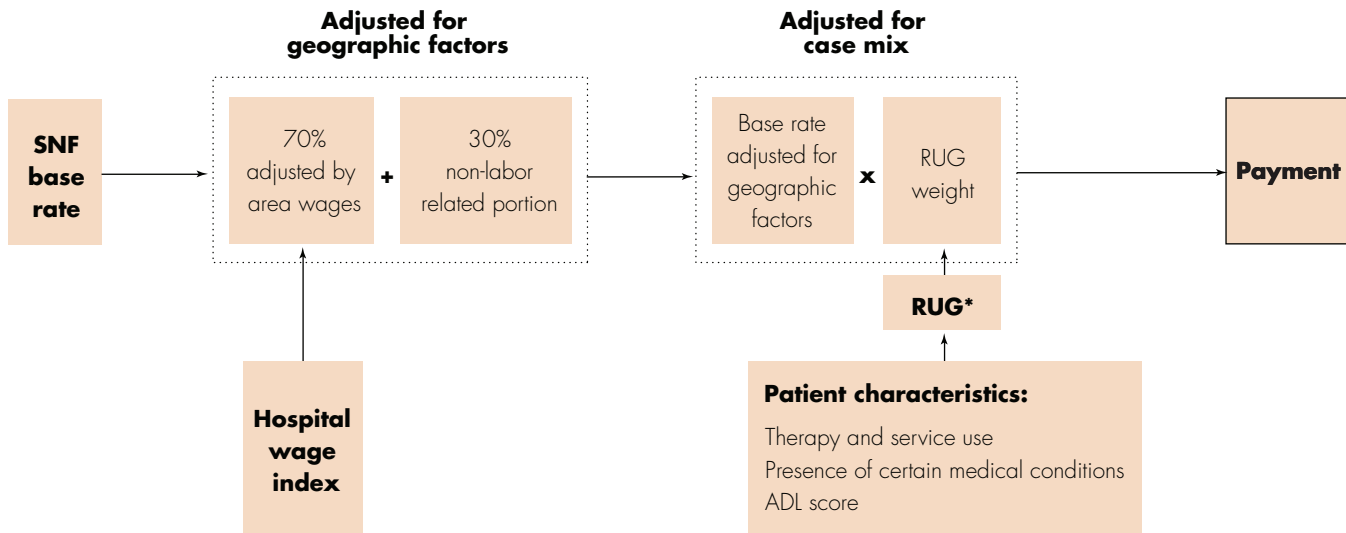 Adjusted for
geographic factors
Adjusted for
case mix
SNF
base
rate
70%
adjusted by
area wages
+
30%
non-labor
related portion
Base rate
adjusted for
geographic
factors
x
RUG
weight
Payment
RUG*
Hospital
wage
index
Patient characteristics:
Therapy and service use
Presence of certain medical conditions
ADL score